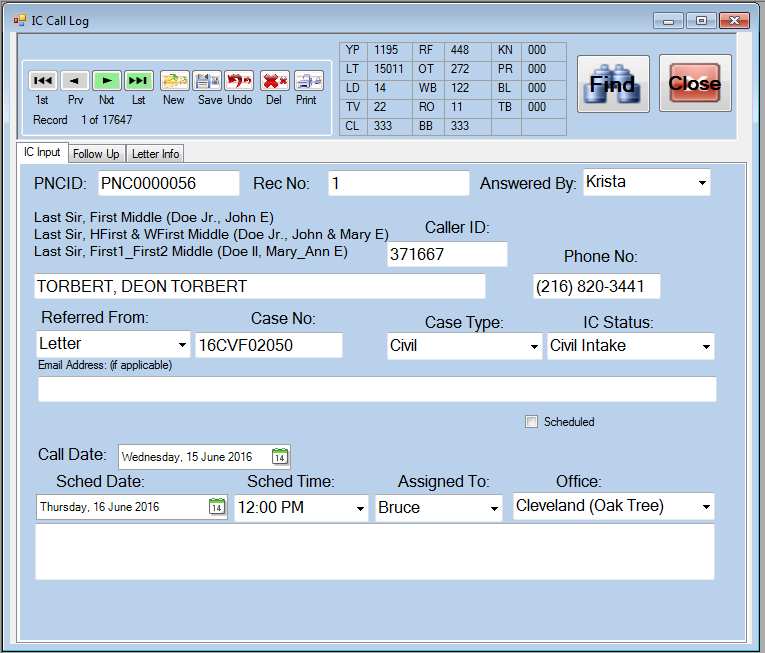 IC Call Log
YP 1195 RF 448 KN 000
LT 15011 OT 272 PR 000
LD 14 WB 122 BL 000
TV 22 RO 11 TB 000
CL 333 BB 333
1st Prv Nxt Lst New Save Undo Del Print
Record 1 of 17647
Find
Close
IC Input Follow Up Letter Info
PNCID: PNC0000056 Rec No: 1 Answered By: Krista
Last Sir, First Middle (Doe Jr., John E)
Last Sir, HFirst & WFirst Middle (Doe Jr., John & Mary E)
Last Sir, First1_First2 Middle (Doe II, Mary_Ann E)
Caller ID:
371667
Phone No:
TORBERT, DEON TORBERT (216) 820-3441
Referred From: Case No: Case Type: IC Status:
Letter 16CVF02050 Civil Civil Intake
Email Address: (if applicable)
Scheduled
Call Date: Wednesday, 15 June 2016 14
Sched Date: Sched Time: Assigned To: Office:
Thursday, 16 June 2016 14 12:00 PM Bruce Cleveland (Oak Tree)